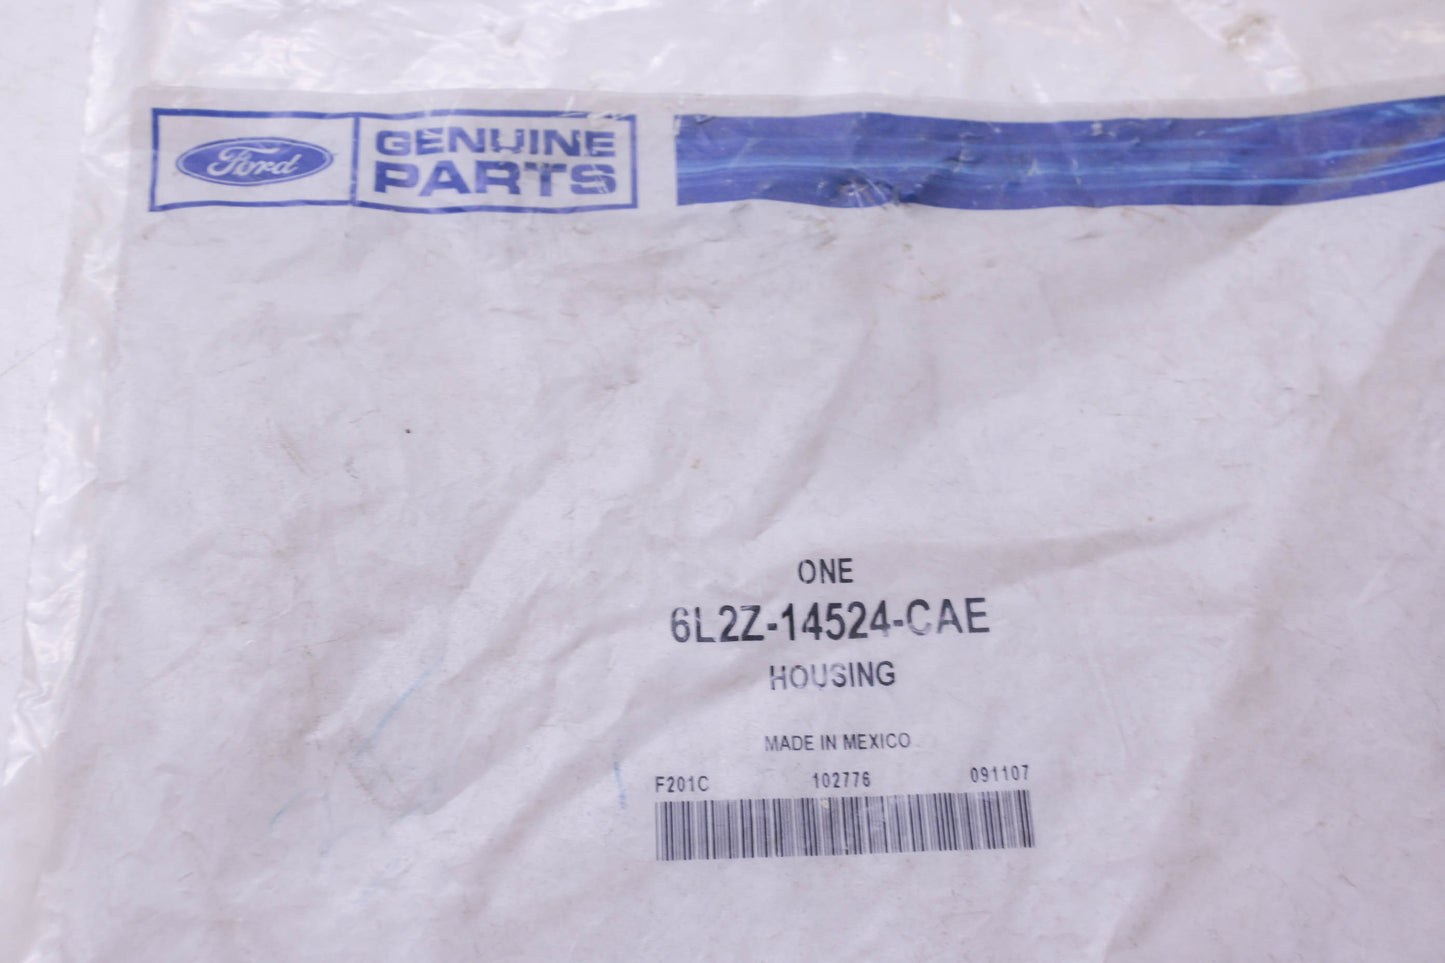 Ford
GENUINE
PARTS
ONE
6L2Z-14524-CAE
HOUSING
MADE IN MEXICO
F201C 102776 091107